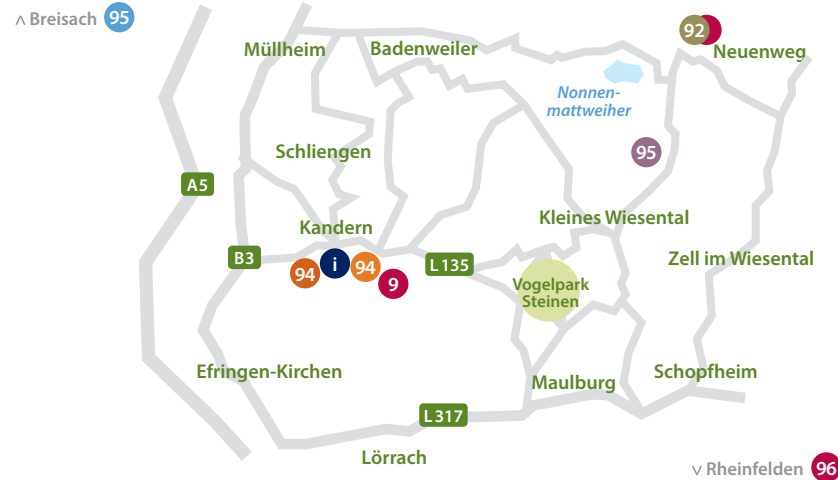 ^ Breisach 95
92
Müllheim
Badenweiler
Neuenweg
Nonnen-
mattweiher
Schliengen
95
A5
Kandern
Kleines Wiesental
B3
94
i
94
9
L 135
Zell im Wiesental
Vogelpark
Steinen
Efringen-Kirchen
Maulburg
Schopfheim
L 317
Lörrach
v Rheinfelden 96